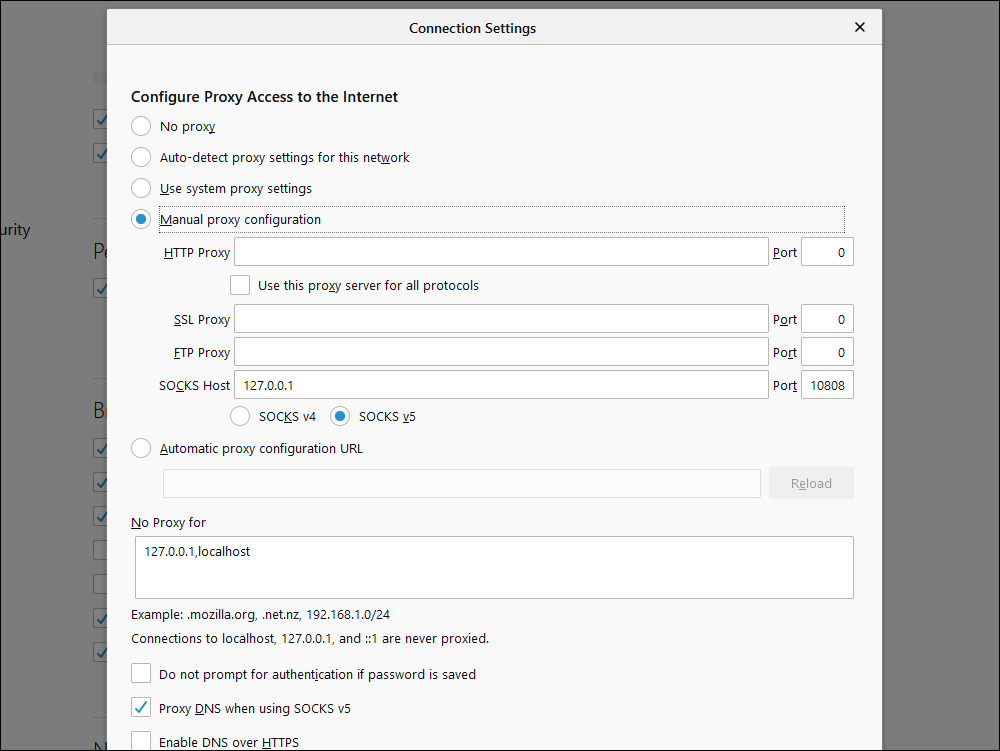 Connection Settings
Configure Proxy Access to the Internet
No proxy
Auto-detect proxy settings for this network
Use system proxy settings
urity
Manual proxy configuration
HTTP Proxy Port 0
Use this proxy server for all protocols
SSL Proxy Port 0
FTP Proxy Port 0
SOCKS Host 127.0.0.1 Port 10808
SOCKS v4 SOCKS v5
Automatic proxy configuration URL
Reload
No Proxy for
127.0.0.1,localhost
Example: .mozilla.org, .net.nz, 192.168.1.0/24
Connections to localhost, 127.0.0.1, and ::1 are never proxied.
Do not prompt for authentication if password is saved
Proxy DNS when using SOCKS v5
Enable DNS over HTTPS